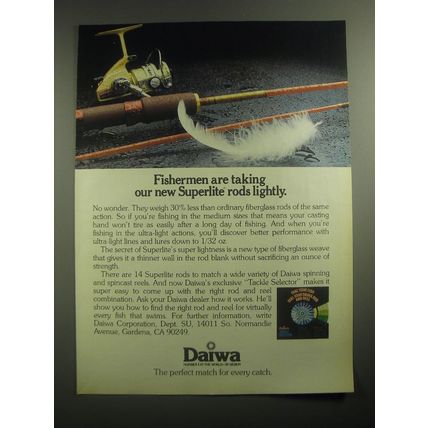 Fishermen are taking
our new Superlite rods lightly.
No wonder. They weigh 30% less than ordinary fiberglass rods of the same
action. So if you're fishing in the medium sizes that means your casting
hand won't tire as easily after a long day of fishing. And when you're
fishing in the ultra-light actions, you'll discover better performance with
ultra-light lines and lures down to 1/32 oz.
The secret of Superlite's super lightness is a new type of fiberglass weave
that gives it a thinner wall in the rod blank without sacrificing an ounce of
strength.
There are 14 Superlite rods to match a wide variety of Daiwa spinning
and spincast reels. And now Daiwa's exclusive "Tackle Selector" makes it
super easy to come up with the right rod and reel
combination. Ask your Daiwa dealer how it works. He'll
show you how to find the right rod and reel for virtually
every fish that swims. For further information, write
Daiwa Corporation, Dept. SU, 14011 So. Normandie
Avenue, Gardena, CA 90249.
Daiwa
The perfect match for every catch.